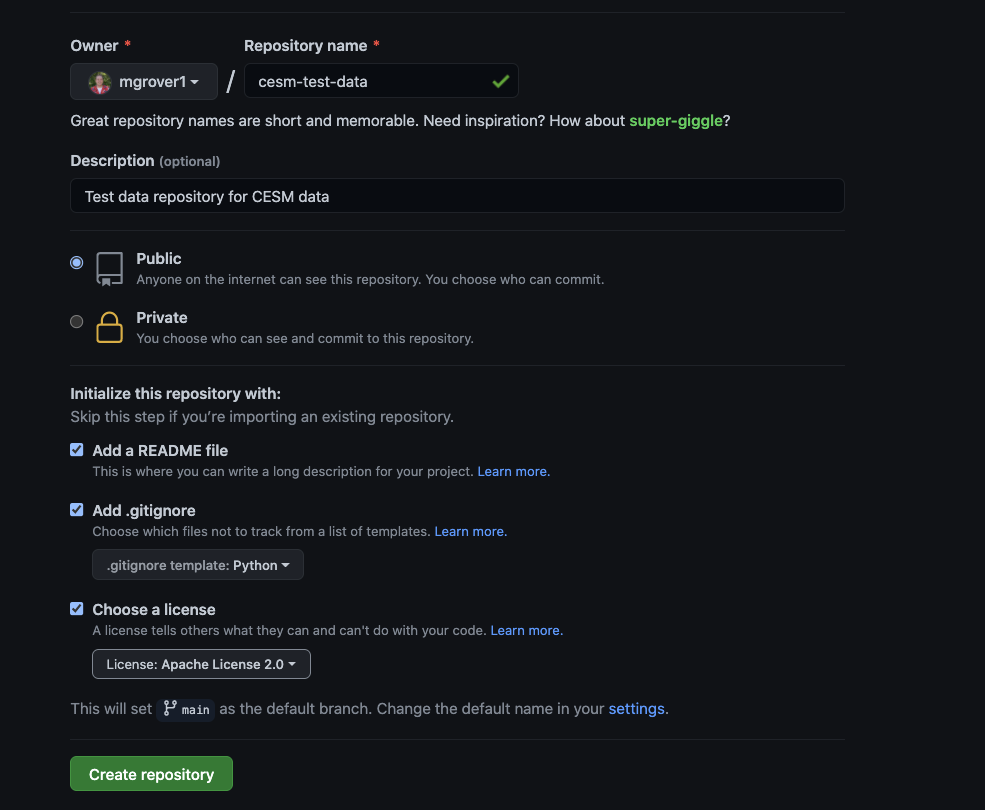 Owner *
Repository name *
mgrover1 / cesm-test-data
Great repository names are short and memorable. Need inspiration? How about super-giggle?
Description (optional)
Test data repository for CESM data
Public
Anyone on the internet can see this repository. You choose who can commit.
Private
You choose who can see and commit to this repository.
Initialize this repository with:
Skip this step if you’re importing an existing repository.
Add a README file
This is where you can write a long description for your project. Learn more.
Add .gitignore
Choose which files not to track from a list of templates. Learn more.
.gitignore template: Python
Choose a license
A license tells others what they can and can't do with your code. Learn more.
License: Apache License 2.0
This will set main as the default branch. Change the default name in your settings.
Create repository